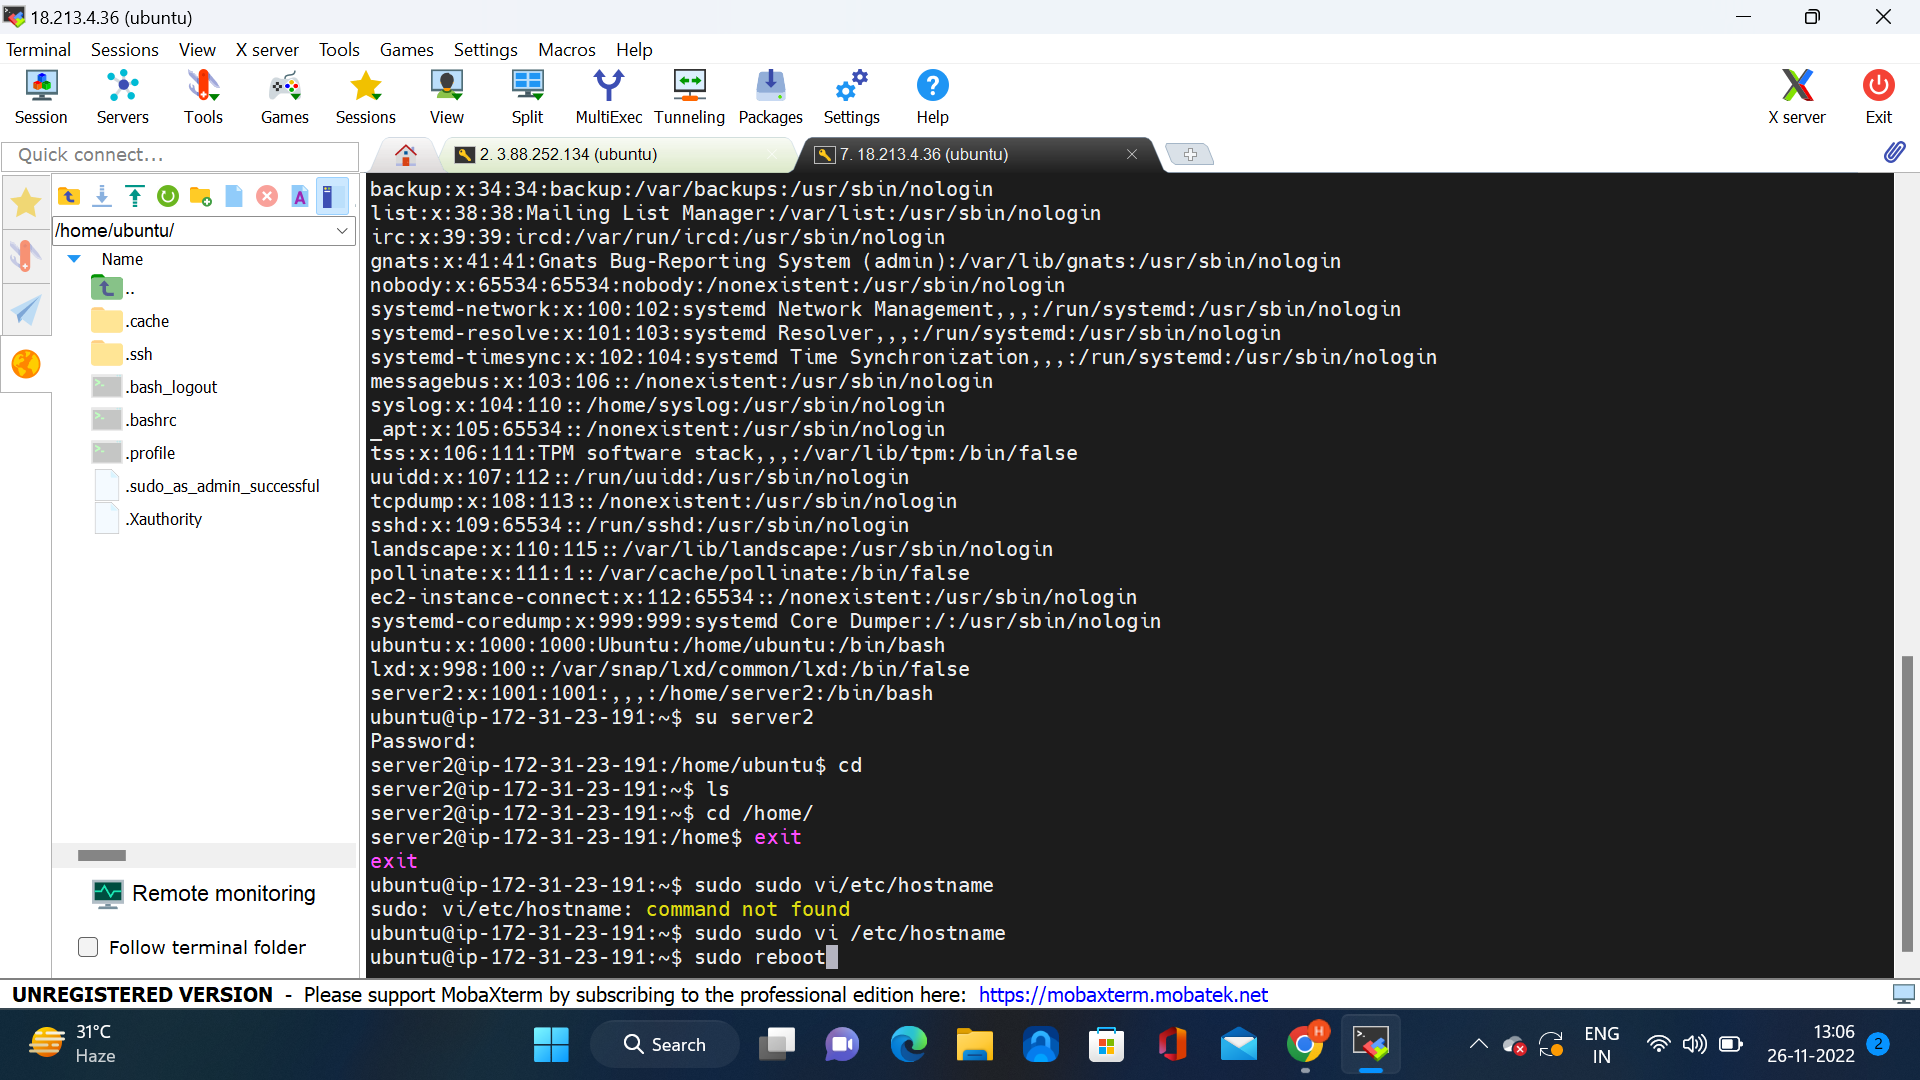 18.213.4.36 (ubuntu)
Terminal Sessions View X server Tools Games Settings Macros Help
Session Servers Tools Games Sessions View Split MultiExec Tunneling Packages Settings Help X server Exit
Quick connect...
2. 3.88.252.134 (ubuntu)
7. 18.213.4.36 (ubuntu)
/home/ubuntu/
Name
..
.cache
.ssh
.bash_logout
.bashrc
.profile
.sudo_as_admin_successful
.Xauthority
Remote monitoring
Follow terminal folder
backup:x:34:34:backup:/var/backups:/usr/sbin/nologin
list:x:38:38:Mailing List Manager:/var/list:/usr/sbin/nologin
irc:x:39:39:ircd:/var/run/ircd:/usr/sbin/nologin
gnats:x:41:41:Gnats Bug-Reporting System (admin):/var/lib/gnats:/usr/sbin/nologin
nobody:x:65534:65534:nobody:/nonexistent:/usr/sbin/nologin
systemd-network:x:100:102:systemd Network Management,,,:/run/systemd:/usr/sbin/nologin
systemd-resolve:x:101:103:systemd Resolver,,,:/run/systemd:/usr/sbin/nologin
systemd-timesync:x:102:104:systemd Time Synchronization,,,:/run/systemd:/usr/sbin/nologin
messagebus:x:103:106::/nonexistent:/usr/sbin/nologin
syslog:x:104:110::/home/syslog:/usr/sbin/nologin
_apt:x:105:65534::/nonexistent:/usr/sbin/nologin
tss:x:106:111:TPM software stack,,,:/var/lib/tpm:/bin/false
uuidd:x:107:112::/run/uuidd:/usr/sbin/nologin
tcpdump:x:108:113::/nonexistent:/usr/sbin/nologin
sshd:x:109:65534::/run/sshd:/usr/sbin/nologin
landscape:x:110:115::/var/lib/landscape:/usr/sbin/nologin
pollinate:x:111:1::/var/cache/pollinate:/bin/false
ec2-instance-connect:x:112:65534::/nonexistent:/usr/sbin/nologin
systemd-coredump:x:999:999:systemd Core Dumper:/:/usr/sbin/nologin
ubuntu:x:1000:1000:Ubuntu:/home/ubuntu:/bin/bash
lxd:x:998:100::/var/snap/lxd/common/lxd:/bin/false
server2:x:1001:1001:,,,:/home/server2:/bin/bash
ubuntu@ip-172-31-23-191:~$ su server2
Password:
server2@ip-172-31-23-191:/home/ubuntu$ cd
server2@ip-172-31-23-191:~$ ls
server2@ip-172-31-23-191:~$ cd /home/
server2@ip-172-31-23-191:/home$ exit
exit
ubuntu@ip-172-31-23-191:~$ sudo sudo vi/etc/hostname
sudo: vi/etc/hostname: command not found
ubuntu@ip-172-31-23-191:~$ sudo sudo vi /etc/hostname
ubuntu@ip-172-31-23-191:~$ sudo reboot
UNREGISTERED VERSION - Please support MobaXterm by subscribing to the professional edition here: https://mobaxterm.mobatek.net
31°C
Haze
Search
H
ENG
IN
13:06
26-11-2022
2